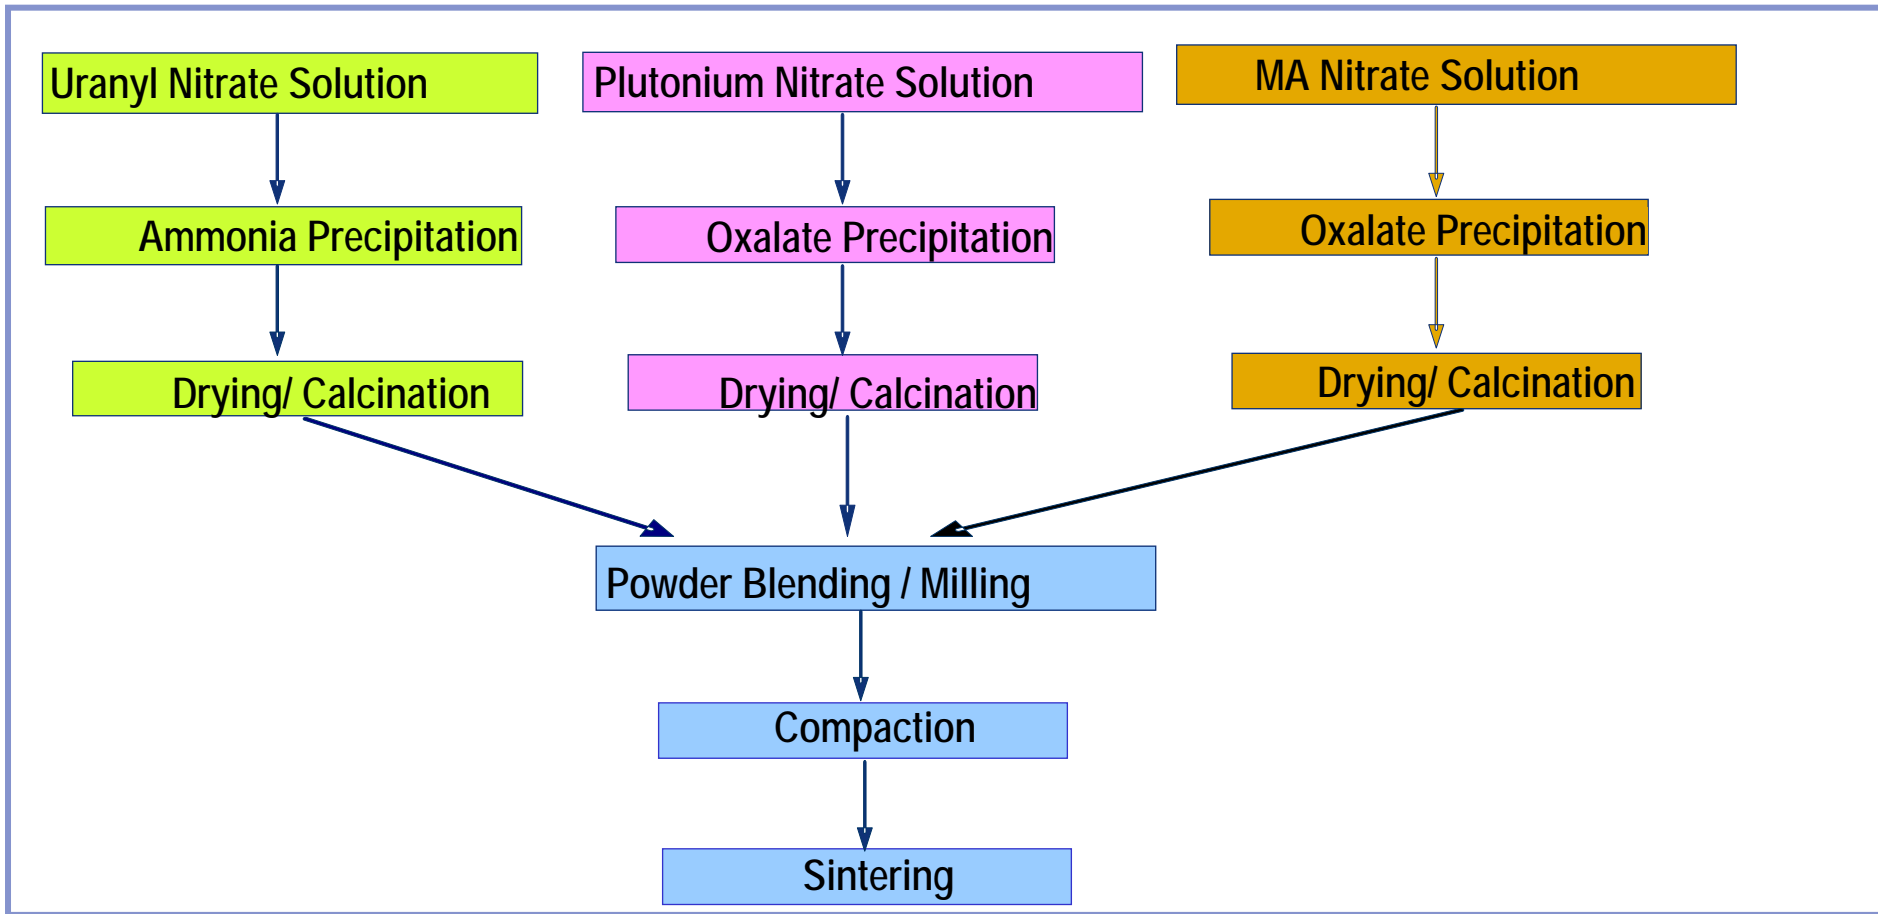 Uranyl Nitrate Solution
Plutonium Nitrate Solution
MA Nitrate Solution
Ammonia Precipitation
Oxalate Precipitation
Oxalate Precipitation
Drying/ Calcination
Drying/ Calcination
Drying/ Calcination
Powder Blending / Milling
Compaction
Sintering